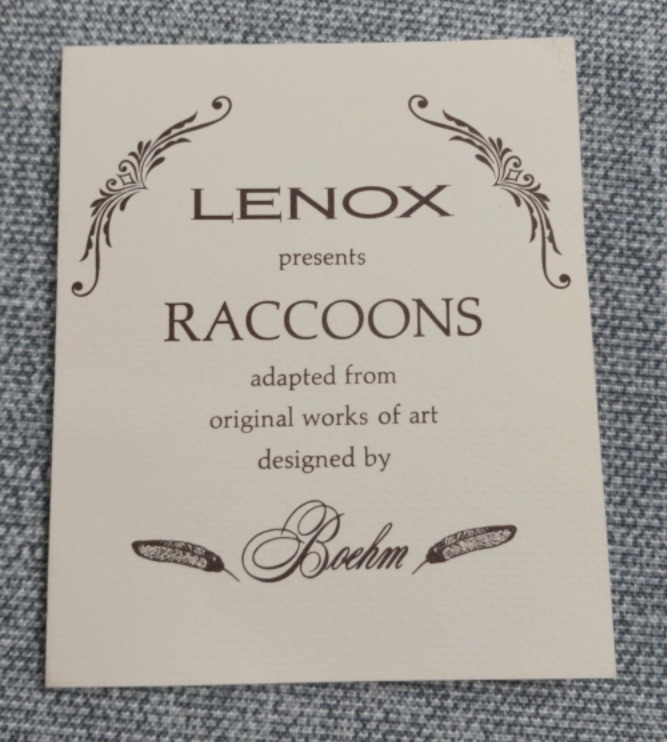 LENOX
presents
RACCOONS
adapted from
original works of art
designed by
Boehm